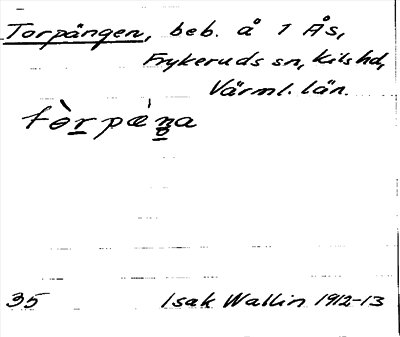 Torpängen, beb. å 1 Ås,
Frykeruds sn, Kils hd,
Värml. län.
35 Isak Wallin 1912-13